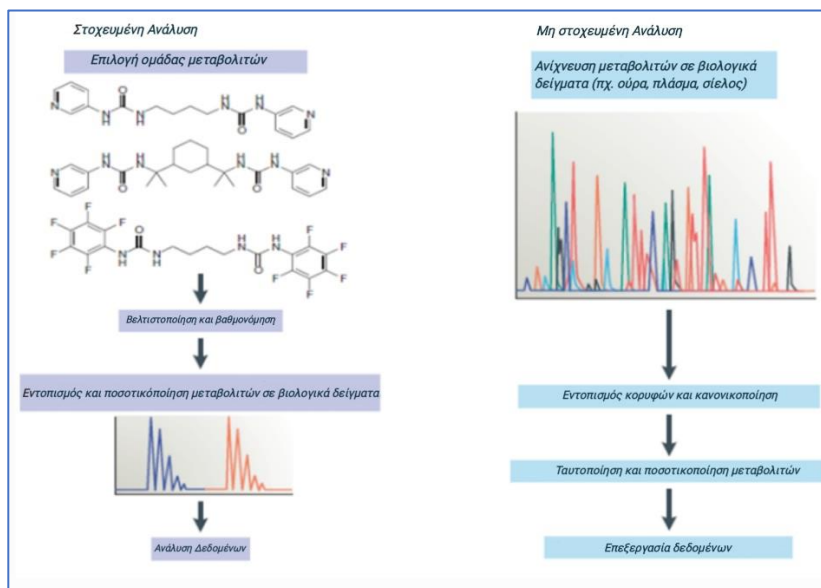 Στοχευμένη Ανάλυση
Επιλογή ομάδας μεταβολιτών
Βελτιστοποίηση και βαθμονόμηση
Εντοπισμός και ποσοτικόποίηση μεταβολιτών σε βιολογικά δείγματα
Ανάλυση Δεδομένων
Μη στοχευμένη Ανάλυση
Ανίχνευση μεταβολιτών σε βιολογικά
δείγματα (πχ. ούρα, πλάσμα, σίελος)
Εντοπισμός κορυφών και κανονικοποίηση
Ταυτοποίηση και ποσοτικοποίηση μεταβολιτών
Επεξεργασία δεδομένων